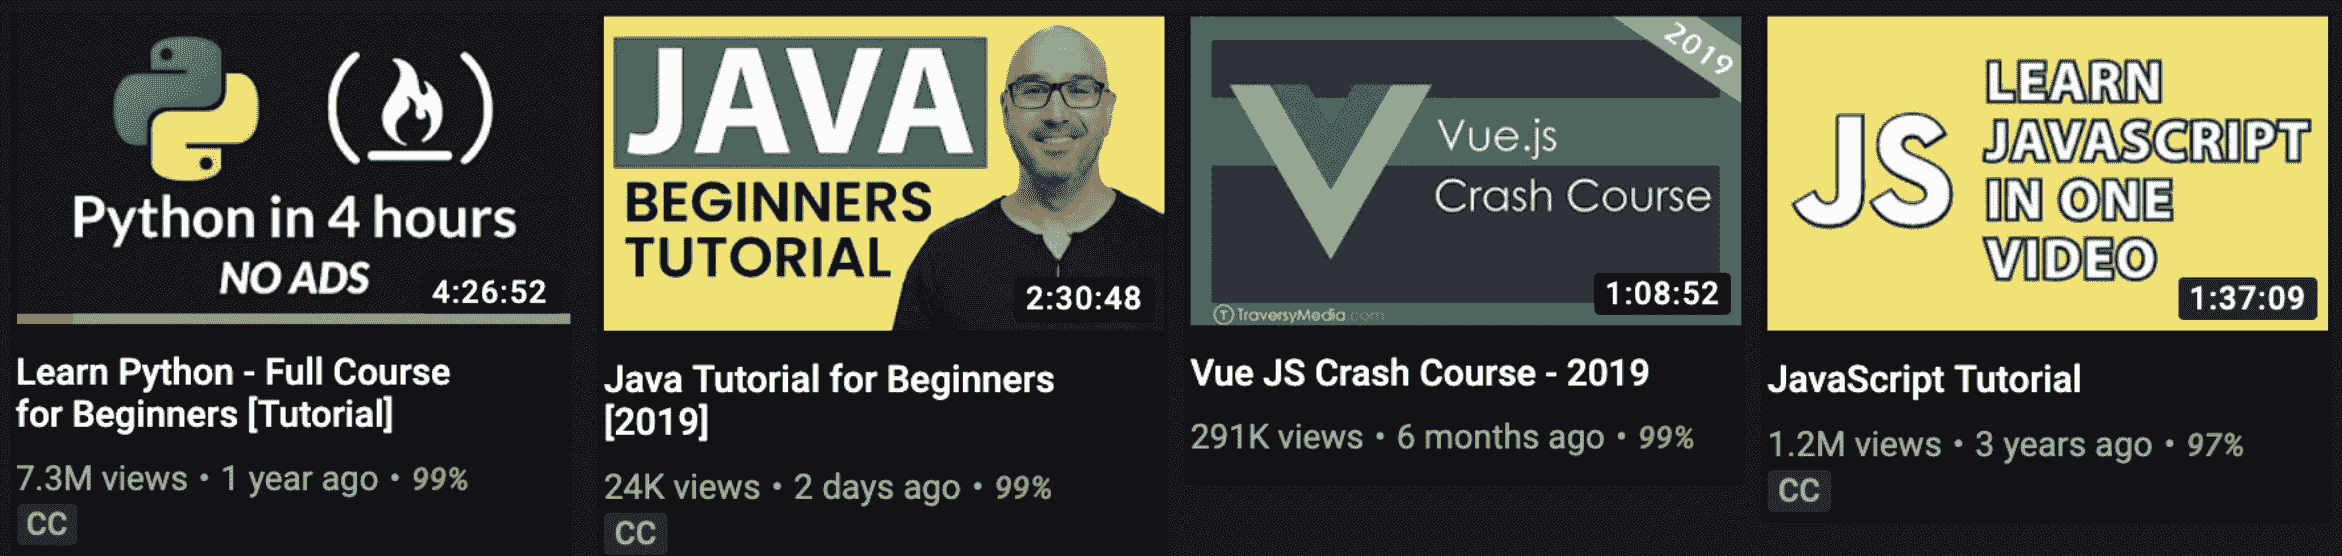 Python in 4 hours
NO ADS
4:26:52
Learn Python - Full Course
for Beginners [Tutorial]
7.3M views • 1 year ago • 99%
CC
JAVA
BEGINNERS
TUTORIAL
2:30:48
Java Tutorial for Beginners
[2019]
24K views • 2 days ago • 99%
CC
2019
Vue.js
Crash Course
1:08:52
TraversyMedia.com
Vue JS Crash Course - 2019
291K views • 6 months ago • 99%
JS
LEARN
JAVASCRIPT
IN ONE
VIDEO
1:37:09
JavaScript Tutorial
1.2M views • 3 years ago • 97%
CC